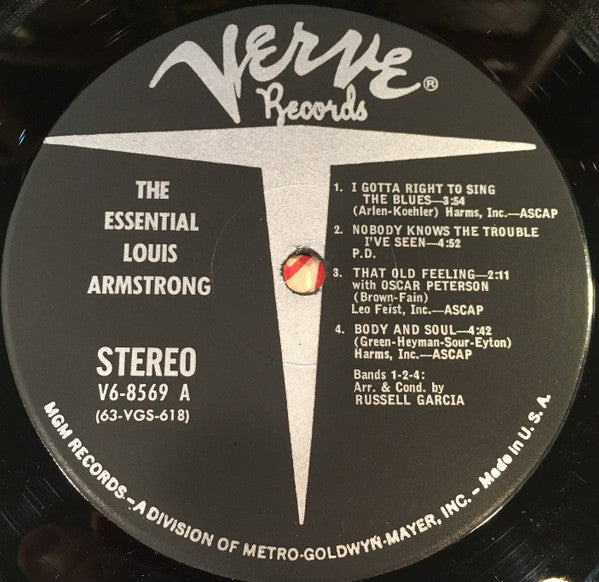 VERVE®
Records
THE
ESSENTIAL
LOUIS
ARMSTRONG
STEREO
V6-8569 A
(63-VGS-618)
1. I GOTTA RIGHT TO SING
THE BLUES—3:54
(Arlen-Koehler) Harms, Inc.—ASCAP
2. NOBODY KNOWS THE TROUBLE
I'VE SEEN—4:52
P.D.
3. THAT OLD FEELING—2:11
with OSCAR PETERSON
(Brown-Fain)
Leo Feist, Inc.—ASCAP
4. BODY AND SOUL—4:42
(Green-Heyman-Sour-Eyton)
Harms, Inc.—ASCAP
Bands 1-2-4:
Arr. & Cond. by
RUSSELL GARCIA
MGM RECORDS – A DIVISION OF METRO-GOLDWYN-MAYER, INC. – Made in U. S. A.